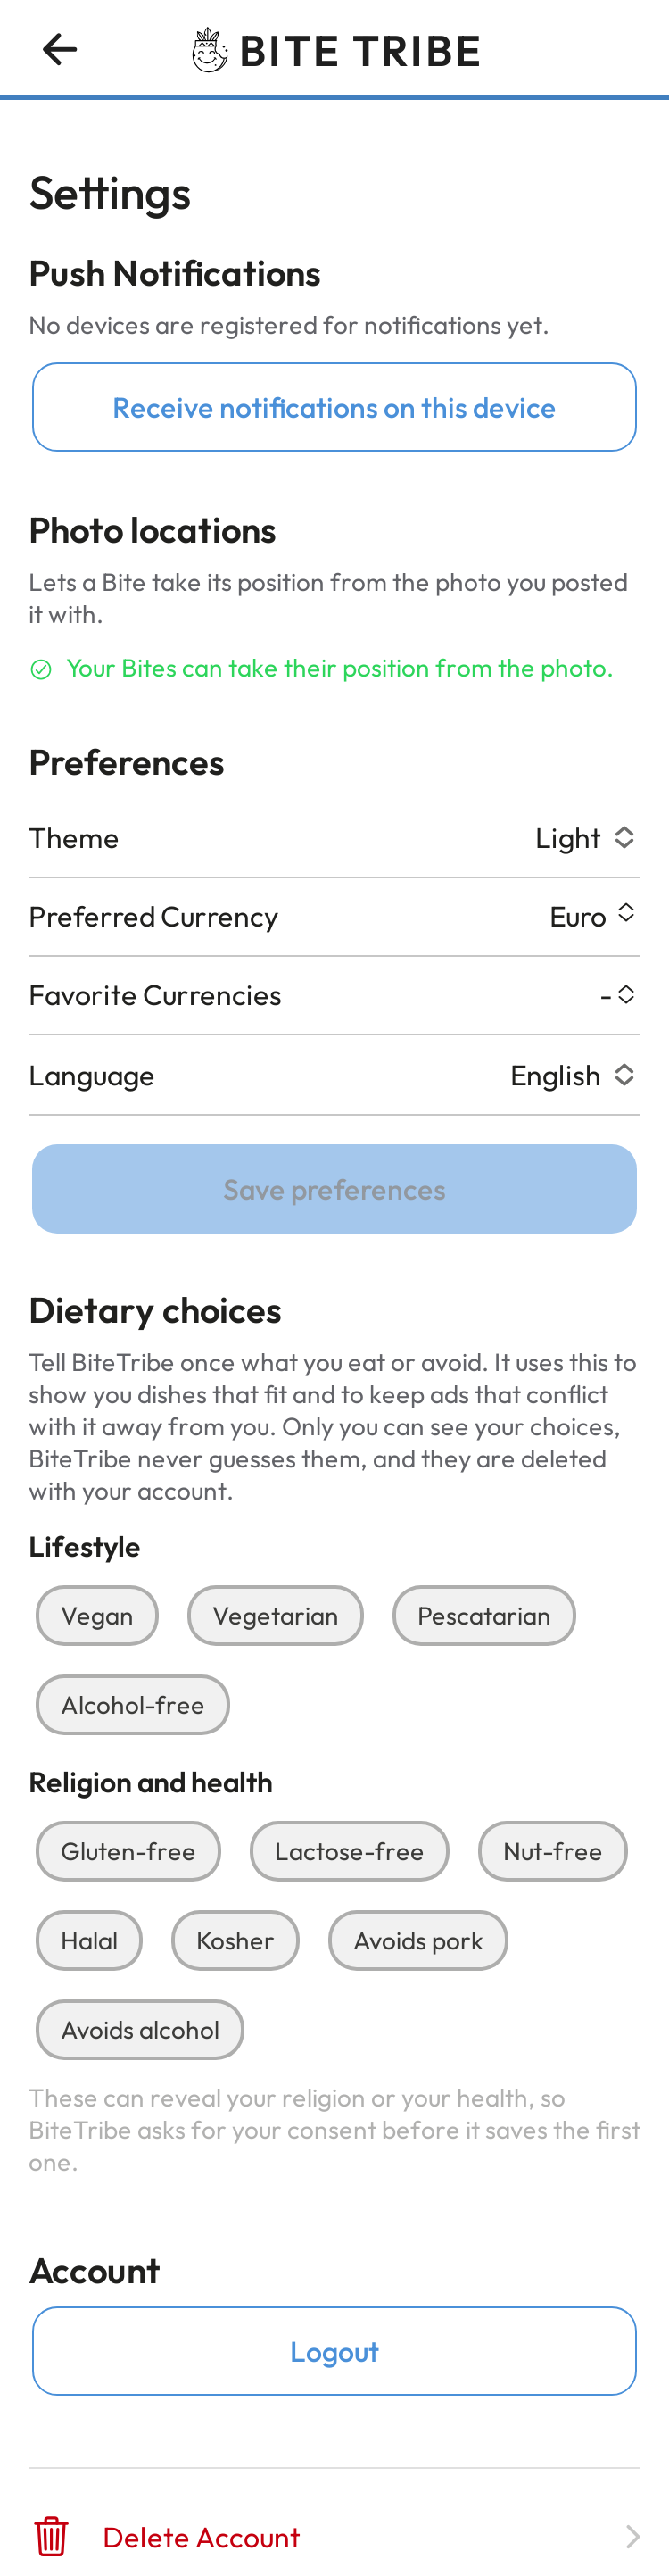 BITE TRIBE
Settings
Push Notifications
No devices are registered for notifications yet.
Receive notifications on this device
Photo locations
Lets a Bite take its position from the photo you posted
it with.
Your Bites can take their position from the photo.
Preferences
Theme Light
Preferred Currency Euro
Favorite Currencies -
Language English
Save preferences
Dietary choices
Tell BiteTribe once what you eat or avoid. It uses this to
show you dishes that fit and to keep ads that conflict
with it away from you. Only you can see your choices,
BiteTribe never guesses them, and they are deleted
with your account.
Lifestyle
Vegan Vegetarian Pescatarian
Alcohol-free
Religion and health
Gluten-free Lactose-free Nut-free
Halal Kosher Avoids pork
Avoids alcohol
These can reveal your religion or your health, so
BiteTribe asks for your consent before it saves the first
one.
Account
Logout
Delete Account